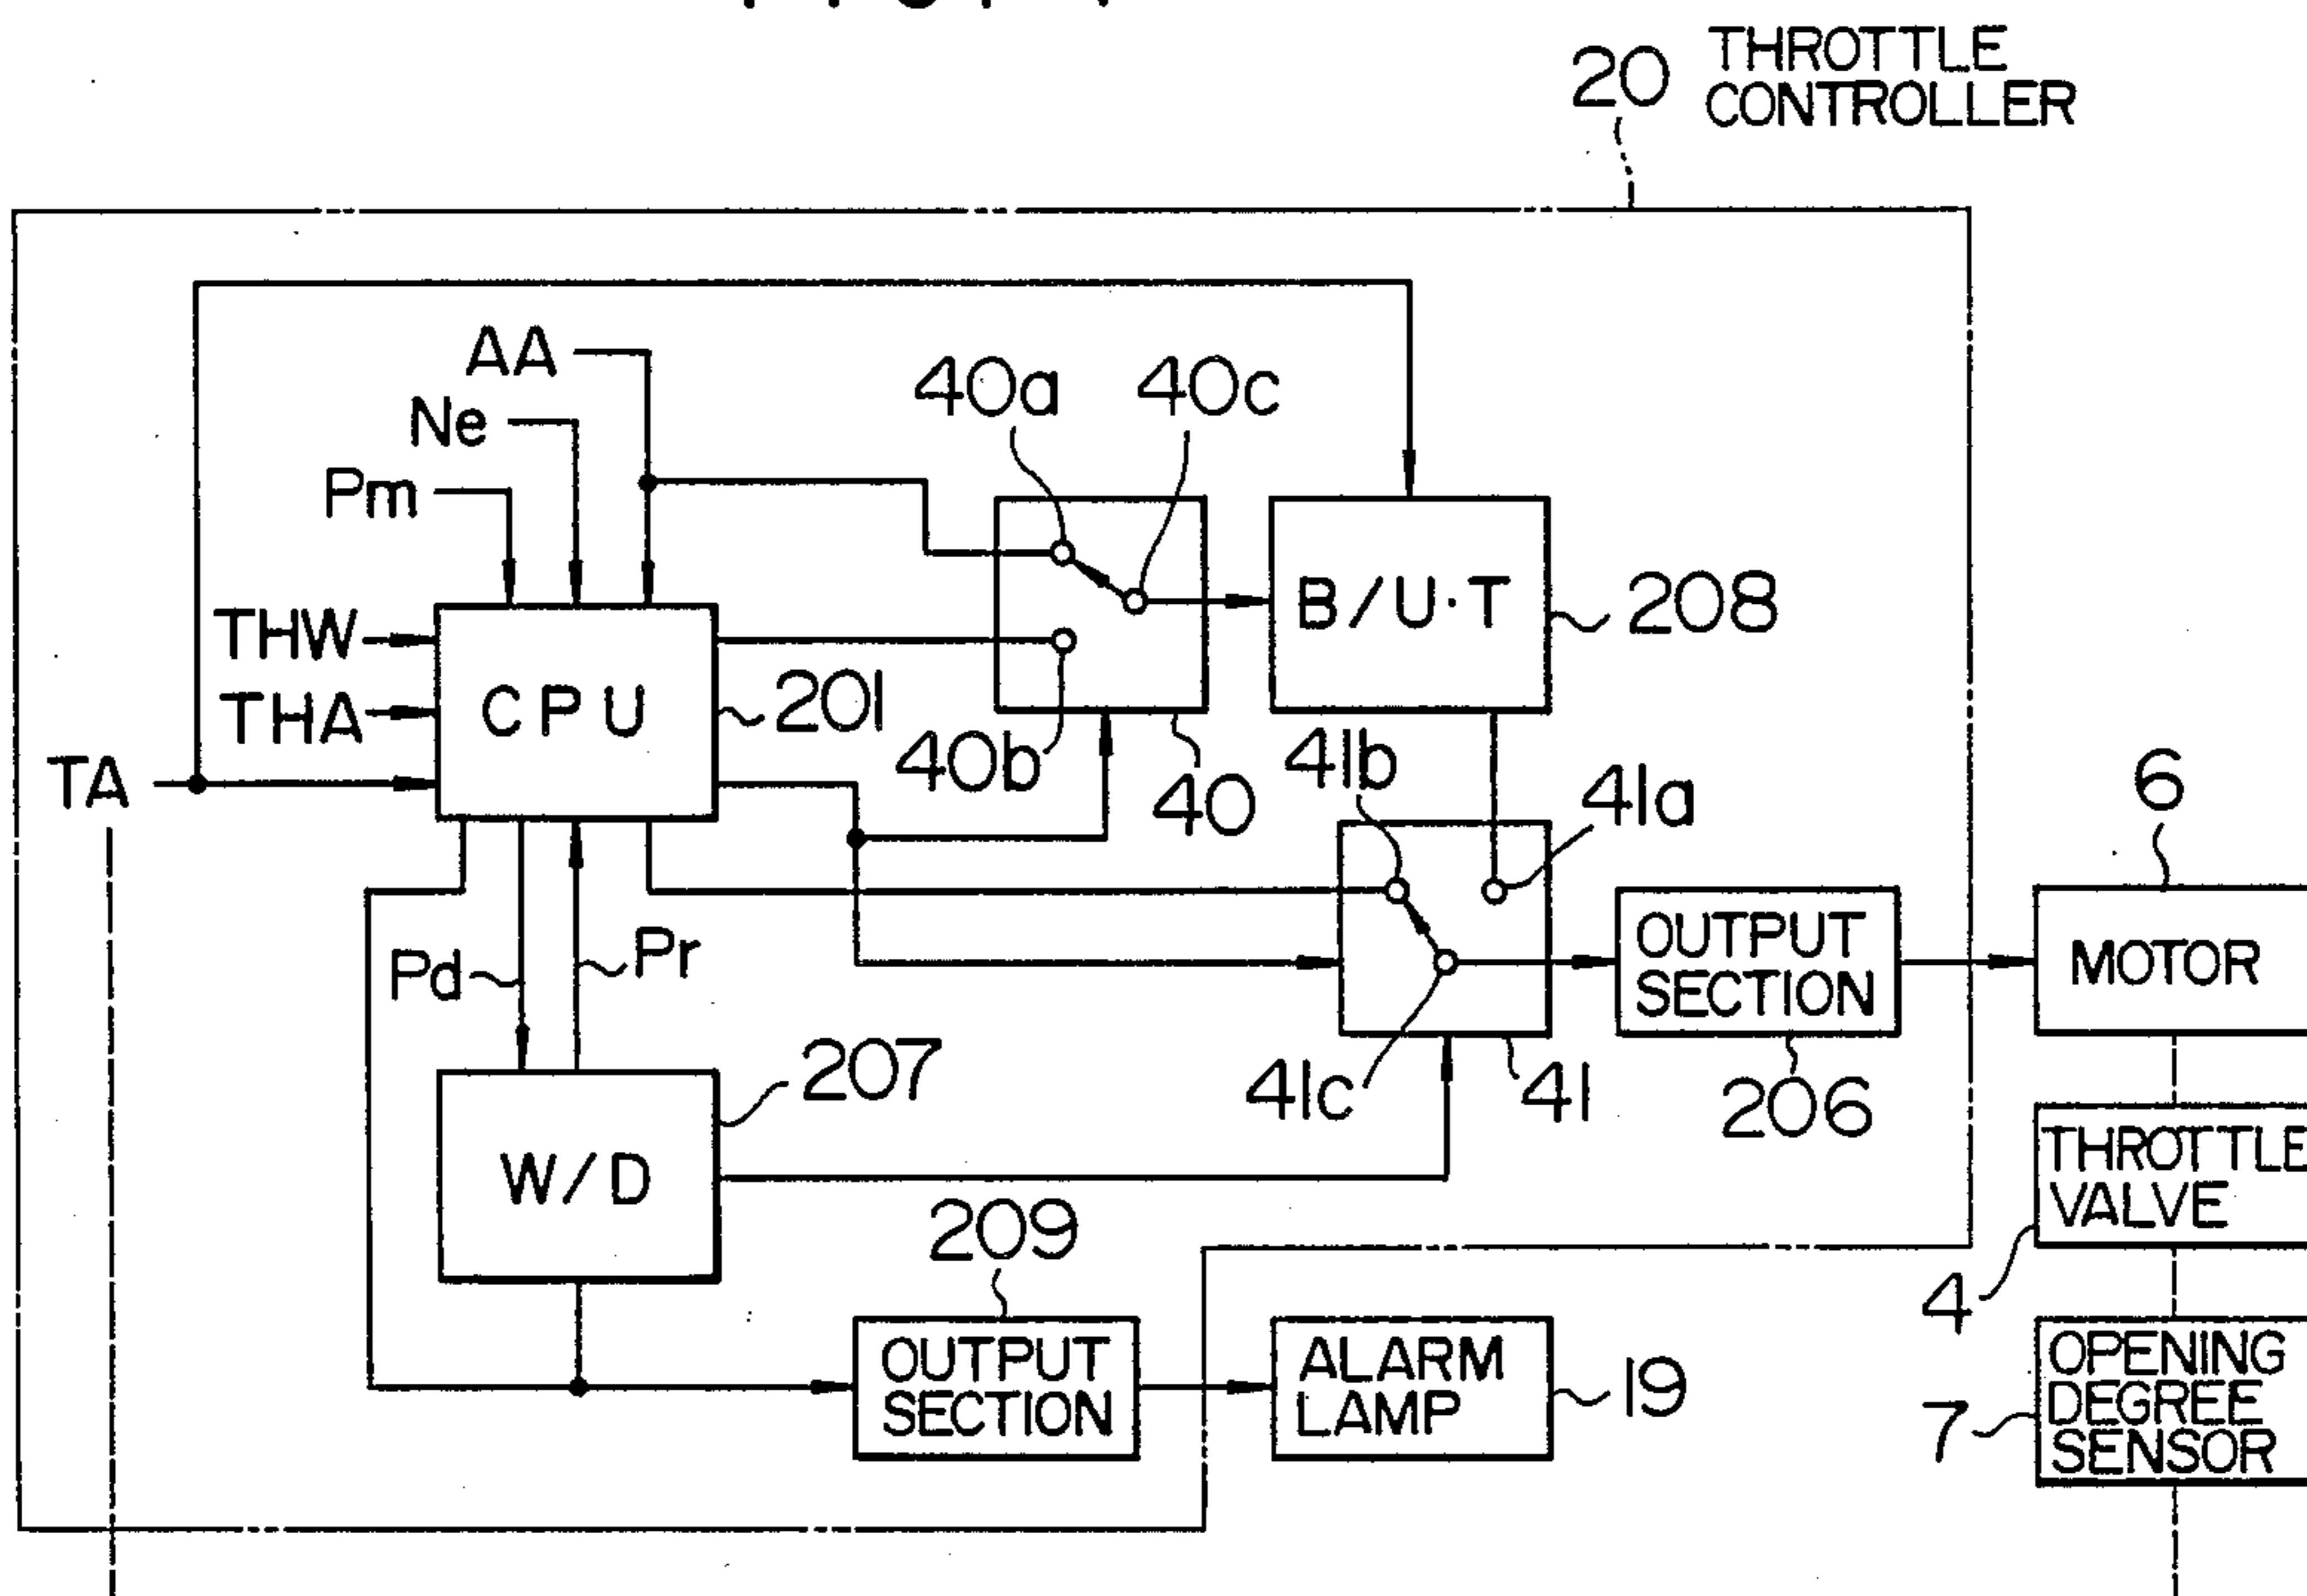 20 THROTTLE
CONTROLLER
AA
Ne
Pm
THW
THA
TA
CPU
201
40a
40c
40b
40
B/U·T
208
41b
41a
41c
41
OUTPUT
SECTION
206
6
MOTOR
Pd
Pr
207
W/D
209
OUTPUT
SECTION
ALARM
LAMP
19
THROTTLE
VALVE
4
OPENING
DEGREE
SENSOR
7